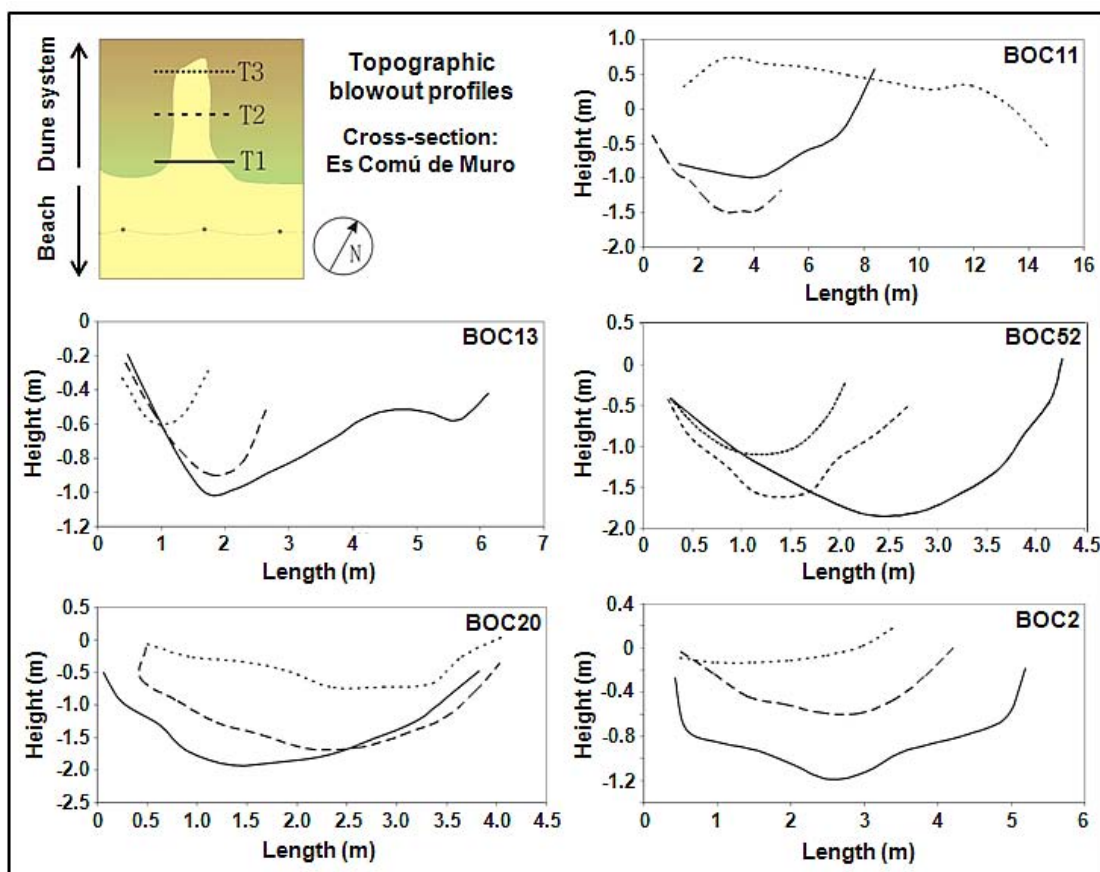 Dune system
Beach
T3
T2
T1
Topographic
blowout profiles
Cross-section:
Es Comú de Muro
N
BOC11
Height (m)
1.0
0.5
0
-0.5
-1.0
-1.5
-2.0
0 2 4 6 8 10 12 14 16
Length (m)
BOC13
Height (m)
0
-0.2
-0.4
-0.6
-0.8
-1.0
-1.2
0 1 2 3 4 5 6 7
Length (m)
BOC52
Height (m)
0.5
0
-0.5
-1.0
-1.5
-2.0
0 0.5 1.0 1.5 2.0 2.5 3.0 3.5 4.0 4.5
Length (m)
BOC20
Height (m)
0.5
0
-0.5
-1.0
-1.5
-2.0
-2.5
0 0.5 1.0 1.5 2.0 2.5 3.0 3.5 4.0 4.5
Length (m)
BOC2
Height (m)
0.4
0
-0.4
-0.8
-1.2
0 1 2 3 4 5 6
Length (m)